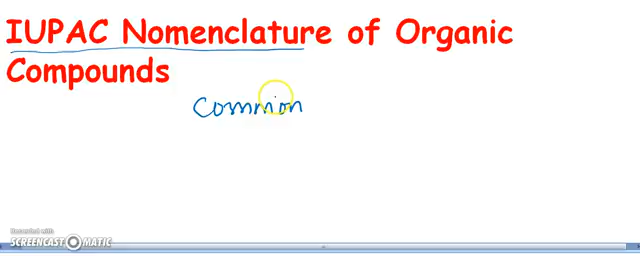 IUPAC Nomenclature of Organic
Compounds
common
Recorded with
SCREENCAST MATIC